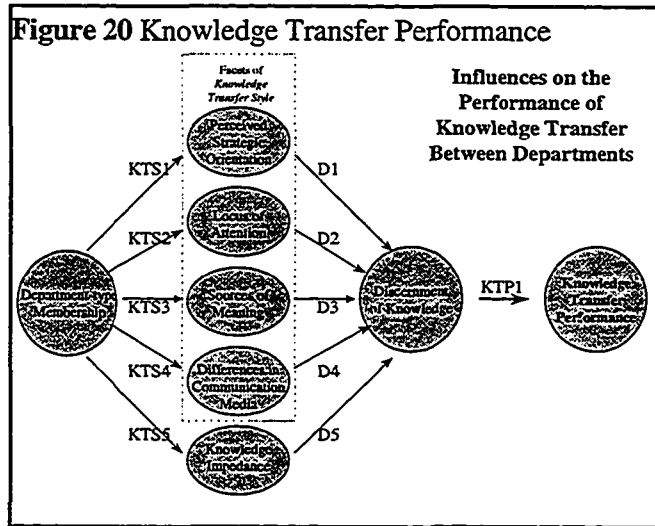 Figure 20 Knowledge Transfer Performance
Facets of
Knowledge
Transfer Style
Influences on the
Performance of
Knowledge Transfer
Between Departments
KTS1
KTS2
KTS3
KTS4
KTS5
Department-type
Membership
Perceived
Strategic
Orientation
Locus of
Attention
Sources of
Meaning
Differences in
Communication
Media
Knowledge
Impedance
D1
D2
D3
D4
D5
Discernment
of Knowledge
KTP1
Knowledge
Transfer
Performance